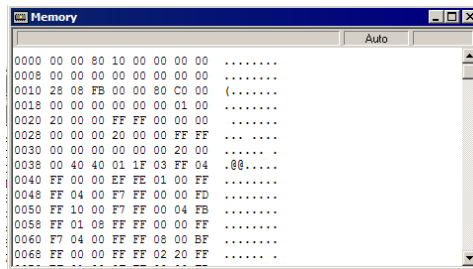 Memory
Auto
0000 00 00 80 10 00 00 00 00 ........
0008 00 00 00 00 00 00 00 00 ........
0010 28 08 FB 00 00 80 C0 00 (.......
0018 00 00 00 00 00 00 01 00 ........
0020 20 00 00 FF FF 00 00 00  .......
0028 00 00 00 20 00 00 FF FF ... ....
0030 00 00 00 00 00 00 20 00 ...... .
0038 00 40 40 01 1F 03 FF 04 .@@.....
0040 FF 00 00 EF FE 01 00 FF ........
0048 FF 04 00 F7 FF 00 00 FD ........
0050 FF 10 00 F7 FF 00 04 FB ........
0058 FF 01 08 FF FF 00 00 FF ........
0060 F7 04 00 FF FF 08 00 BF ........
0068 FF 00 00 FF FF 02 20 FF ...... .